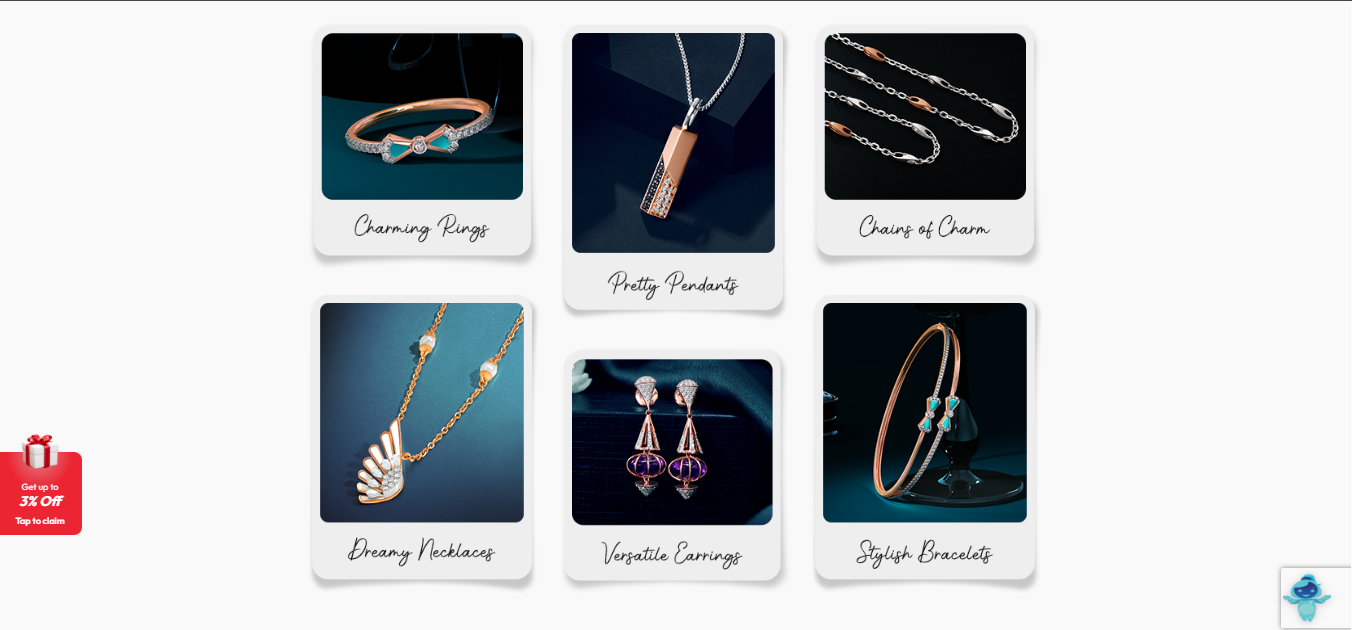 Charming Rings
Pretty Pendants
Chains of Charm
Dreamy Necklaces
Versatile Earrings
Stylish Bracelets
Get up to
3% Off
Tap to claim